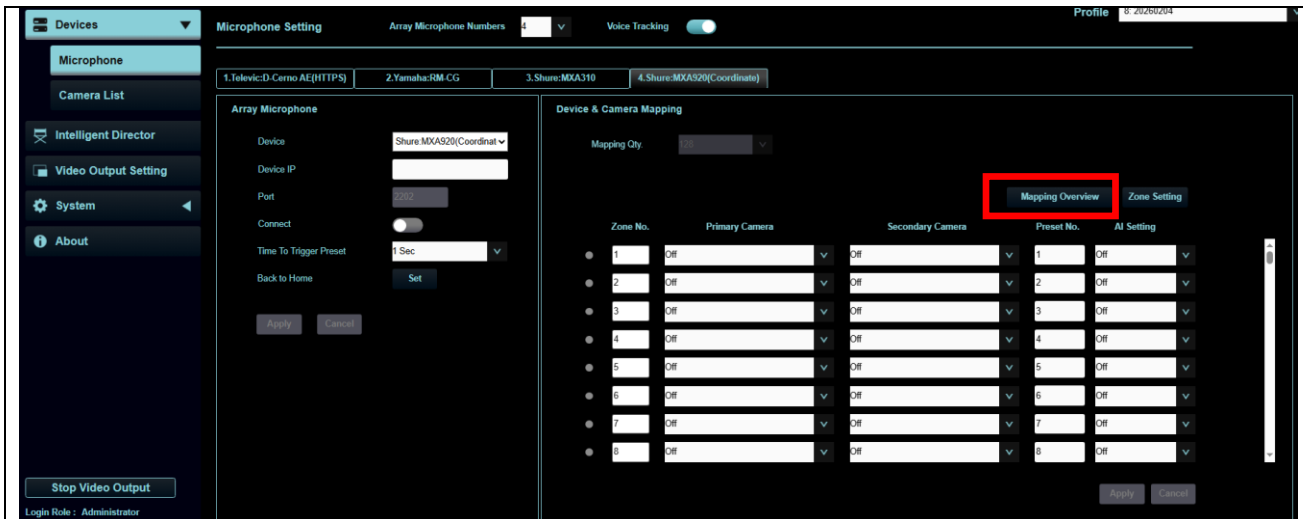 Devices
Microphone Setting
Array Microphone Numbers
4
Voice Tracking
Profile
8: 20260204
Microphone
Camera List
Intelligent Director
Video Output Setting
System
About
Stop Video Output
Login Role : Administrator
1.Televic:D-Cerno AE(HTTPS)
2.Yamaha:RM-CG
3.Shure:MXA310
4.Shure:MXA920(Coordinate)
Array Microphone
Device
Shure:MXA920(Coordinat
Device IP
Port
2202
Connect
Time To Trigger Preset
1 Sec
Back to Home
Set
Apply
Cancel
Device & Camera Mapping
Mapping Qty.
128
Mapping Overview
Zone Setting
Zone No. Primary Camera Secondary Camera Preset No. AI Setting
1 Off Off 1 Off
2 Off Off 2 Off
3 Off Off 3 Off
4 Off Off 4 Off
5 Off Off 5 Off
6 Off Off 6 Off
7 Off Off 7 Off
8 Off Off 8 Off
Apply
Cancel